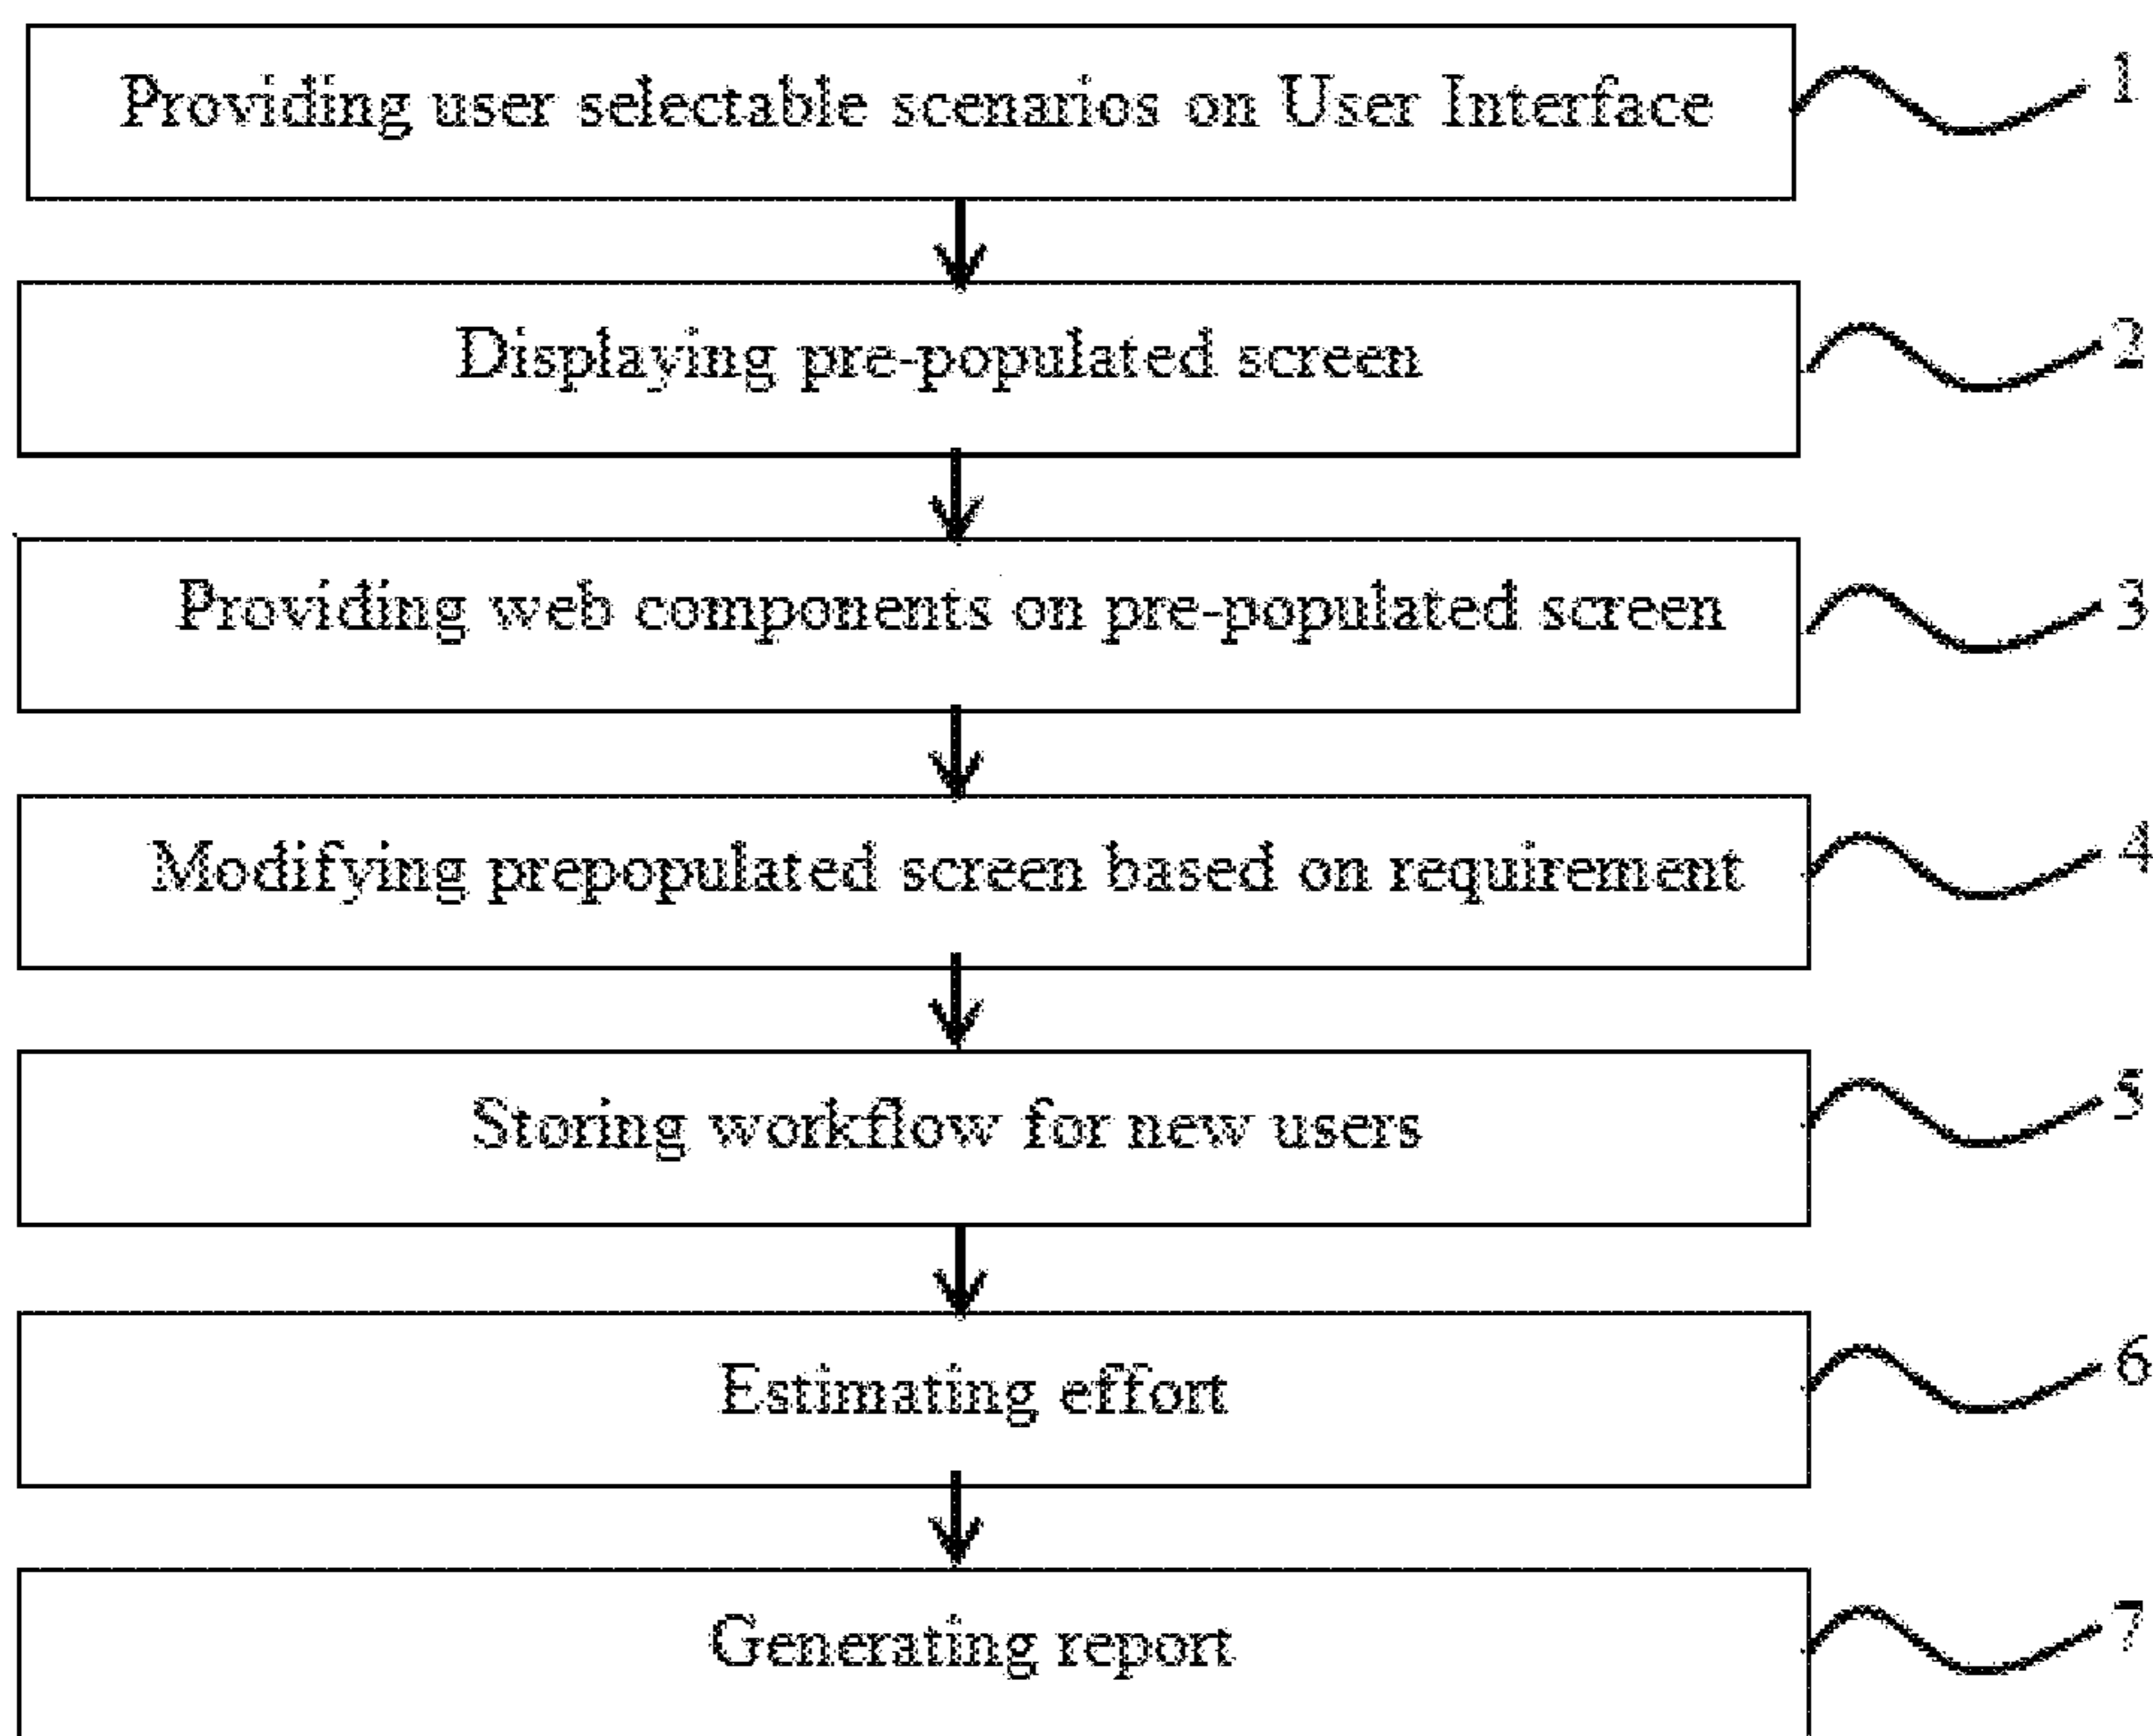 Providing user selectable scenarios on User Interface 1
Displaying pre-populated screen 2
Providing web components on pre-populated screen 3
Modifying prepopulated screen based on requirement 4
Storing workflow for new users 5
Estimating effort 6
Generating report 7